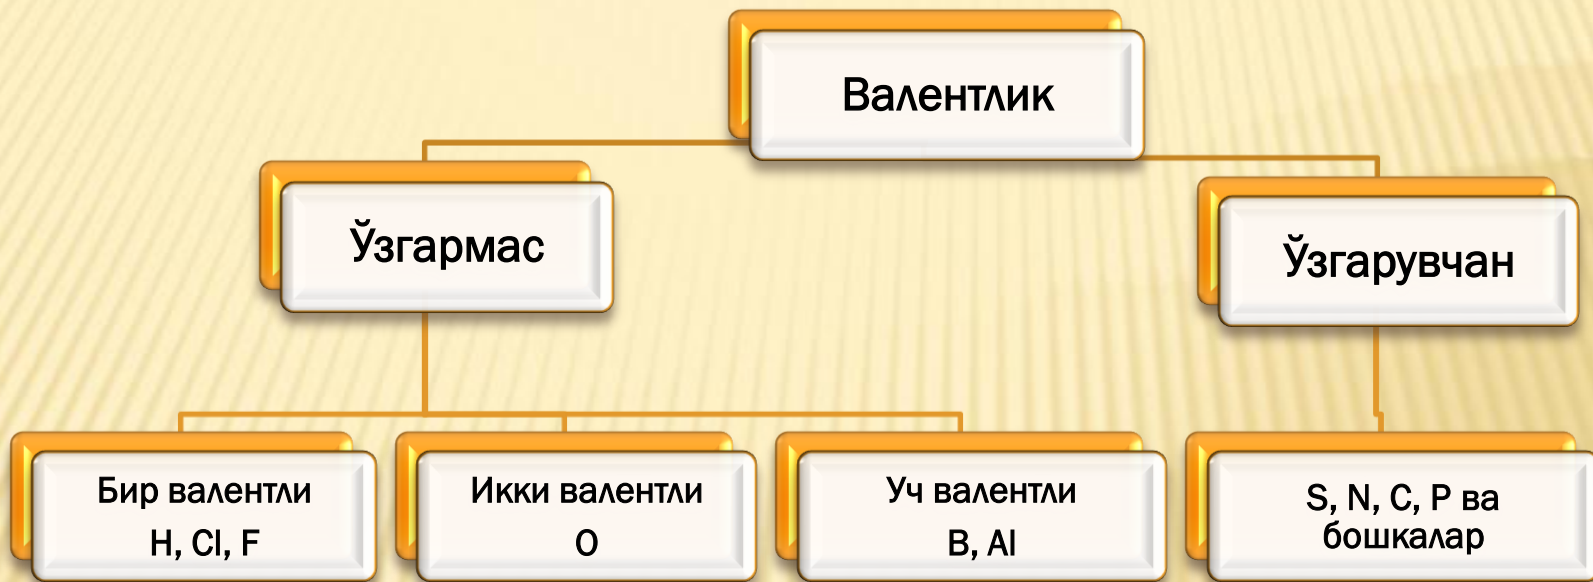 Валентлик
Ўзгармас
Ўзгарувчан
Бир валентли
H, Cl, F
Икки валентли
O
Уч валентли
B, Al
S, N, C, P ва
бошкалар